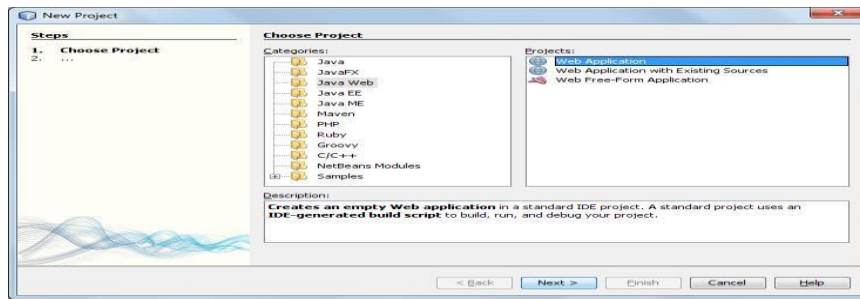 New Project
Steps
1. Choose Project
2. ...
Choose Project
Categories:
Java
JavaFX
Java Web
Java EE
Java ME
Maven
PHP
Ruby
Groovy
C/C++
NetBeans Modules
Samples
Projects:
Web Application
Web Application with Existing Sources
Web Free-Form Application
Description:
Creates an empty Web application in a standard IDE project. A standard project uses an
IDE-generated build script to build, run, and debug your project.
< Back
Next >
Finish
Cancel
Help